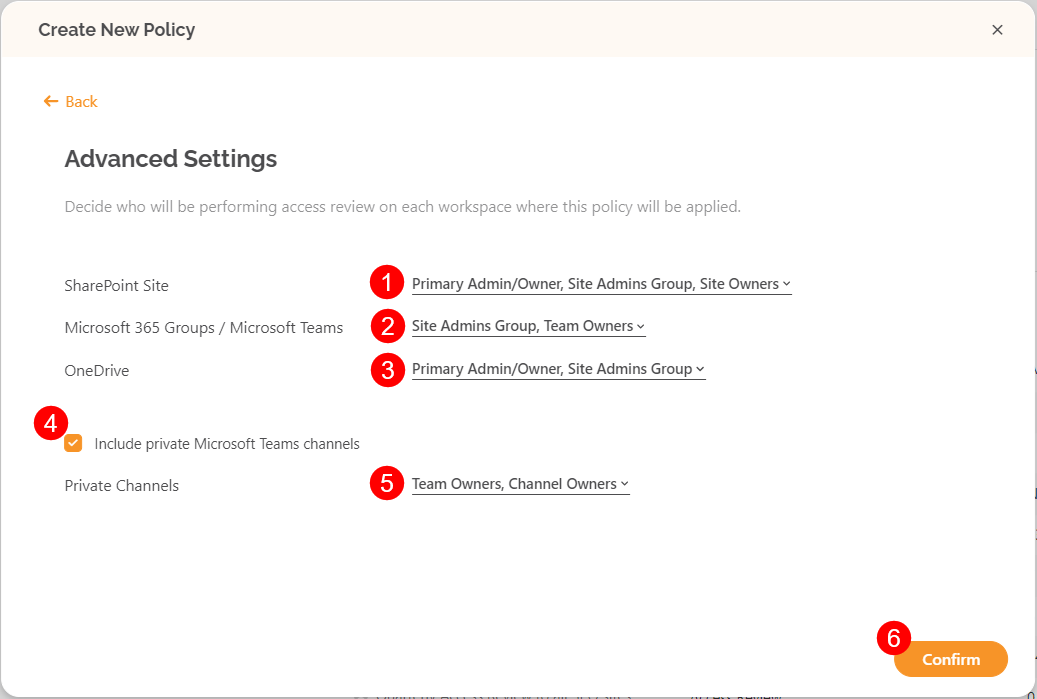 Create New Policy
Back
Advanced Settings
Decide who will be performing access review on each workspace where this policy will be applied.
SharePoint Site 1 Primary Admin/Owner, Site Admins Group, Site Owners
Microsoft 365 Groups / Microsoft Teams 2 Site Admins Group, Team Owners
OneDrive 3 Primary Admin/Owner, Site Admins Group
4
Include private Microsoft Teams channels
Private Channels 5 Team Owners, Channel Owners
6
Confirm